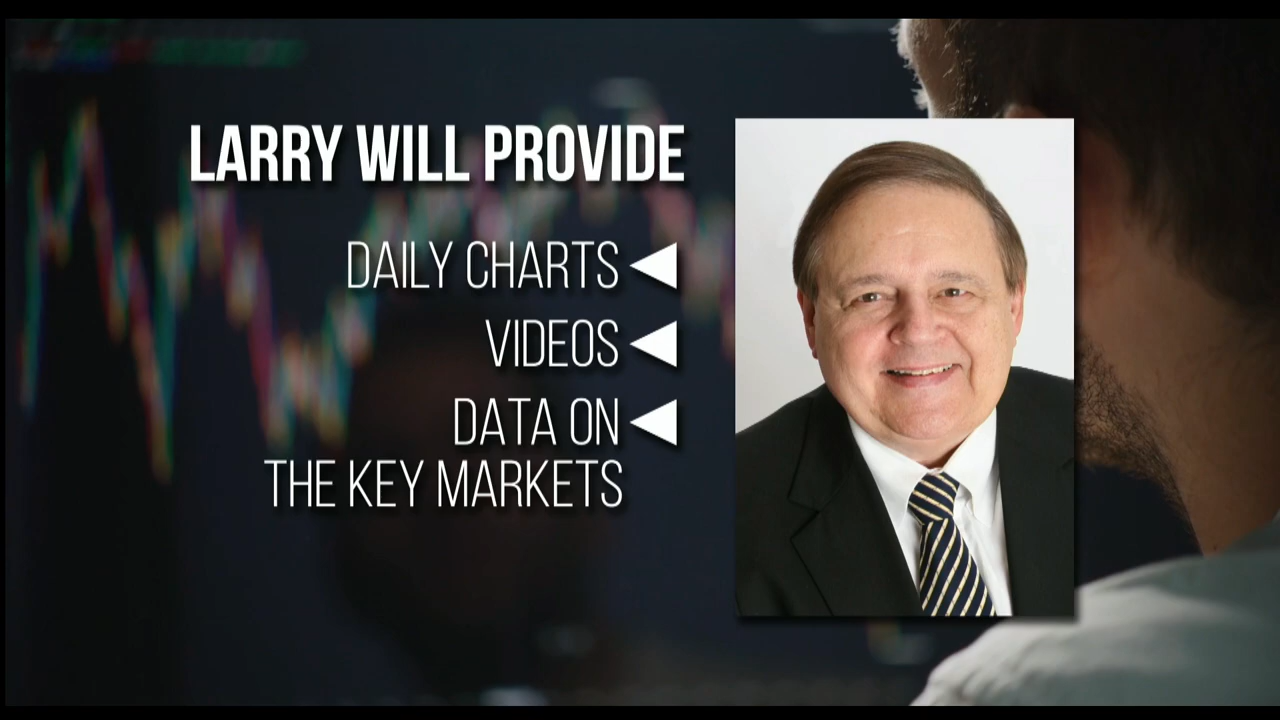 LARRY WILL PROVIDE
DAILY CHARTS
VIDEOS
DATA ON
THE KEY MARKETS